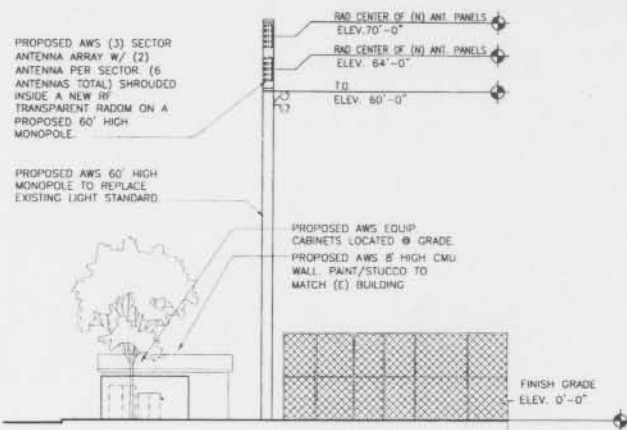 RAD CENTER OF (N) ANT. PANELS
ELEV. 70'-0"
PROPOSED AWS (3) SECTOR
ANTENNA ARRAY W/ (2)
ANTENNA PER SECTOR. (6
ANTENNAS TOTAL) SHROUDED
INSIDE A NEW RF
TRANSPARENT RADOM ON A
PROPOSED 60' HIGH
MONOPOLE.
RAD CENTER OF (N) ANT. PANELS
ELEV. 64'-0"
T.O.
ELEV. 60'-0"
PROPOSED AWS 60' HIGH
MONOPOLE TO REPLACE
EXISTING LIGHT STANDARD
PROPOSED AWS EQUIP.
CABINETS LOCATED @ GRADE
PROPOSED AWS 8' HIGH CMU
WALL. PAINT/STUCCO TO
MATCH (E) BUILDING
FINISH GRADE
ELEV. 0'-0"